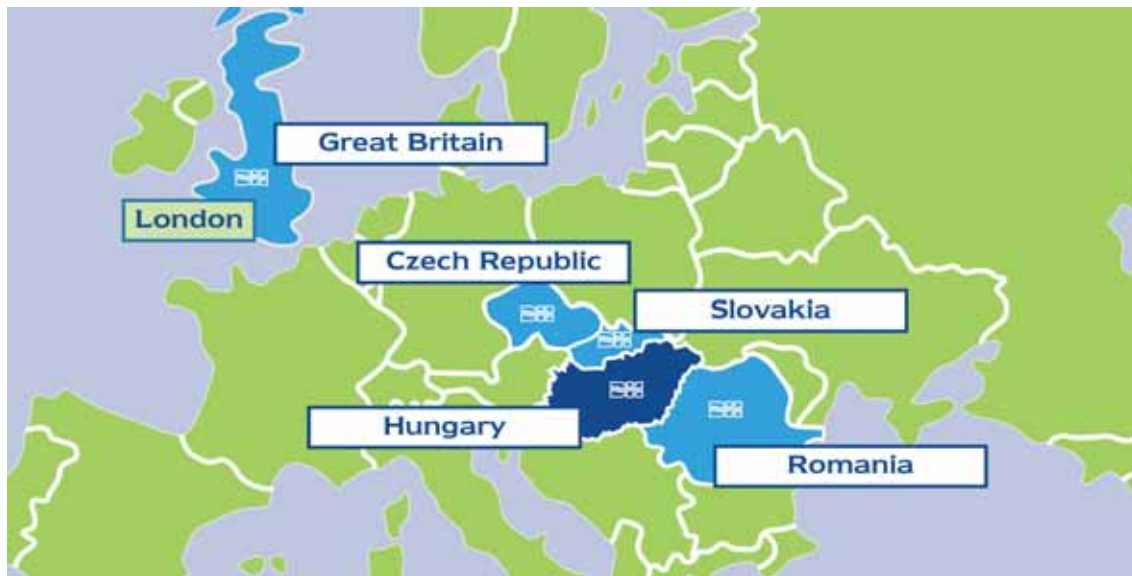 Great Britain
London
Czech Republic
Slovakia
Hungary
Romania